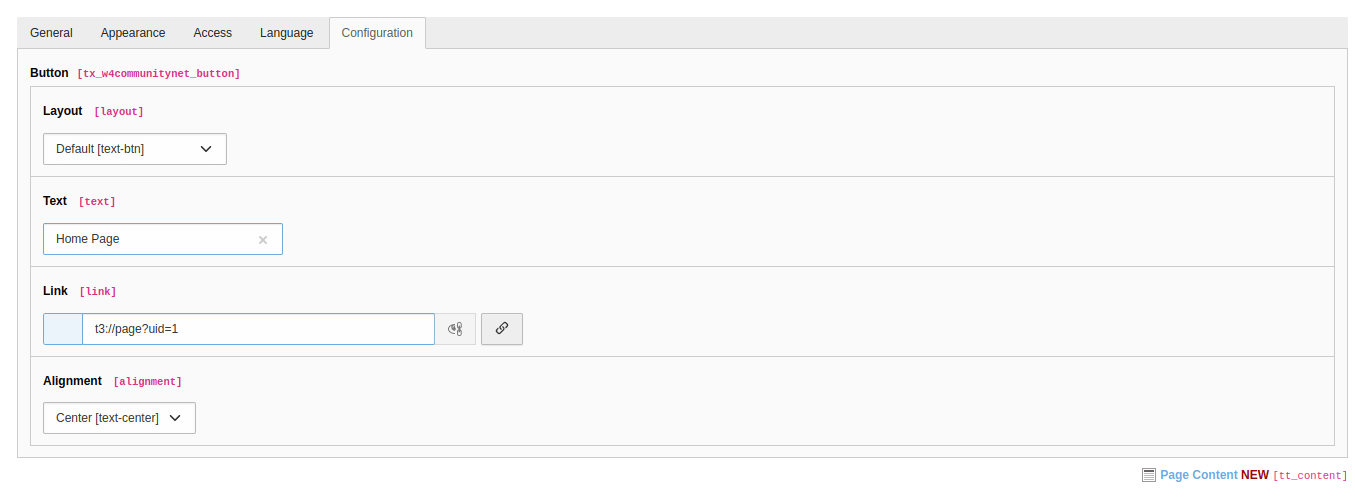 General Appearance Access Language Configuration
Button [tx_w4communitynet_button]
Layout [layout]
Default [text-btn]
Text [text]
Home Page
Link [link]
t3://page?uid=1
Alignment [alignment]
Center [text-center]
Page Content NEW [tt_content]